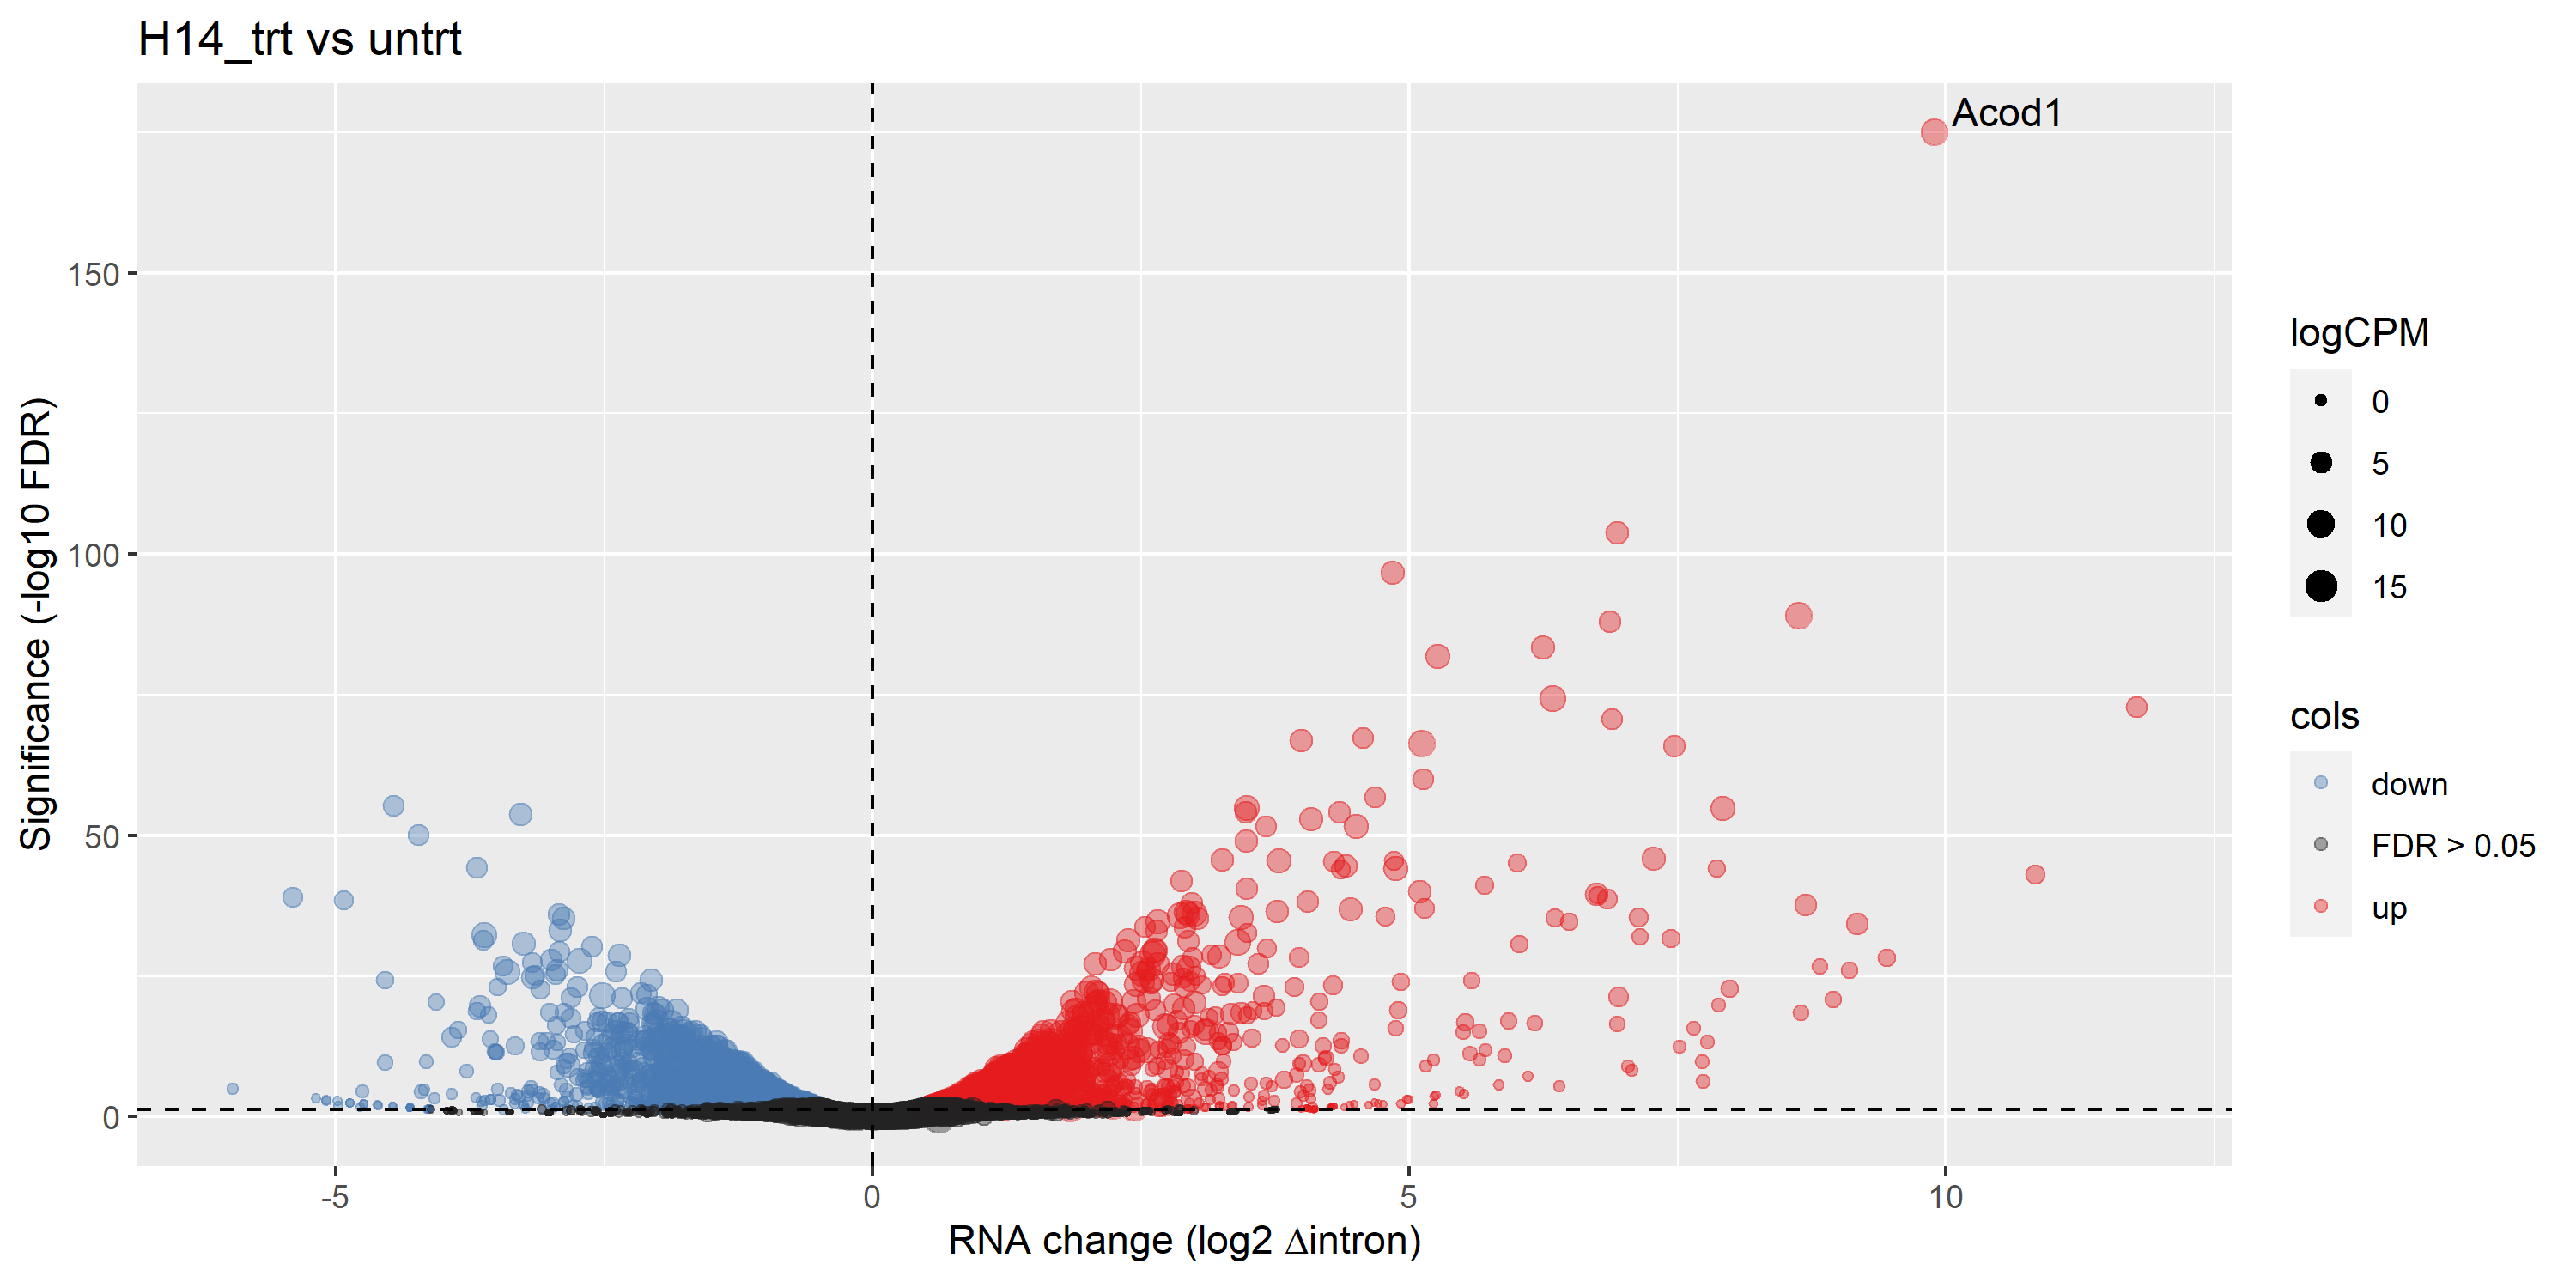 H14_trt vs untrt
Acod1
Significance (-log10 FDR)
150
100
50
0
-5
0
5
10
RNA change (log2 Δintron)
logCPM
0
5
10
15
cols
down
FDR > 0.05
up